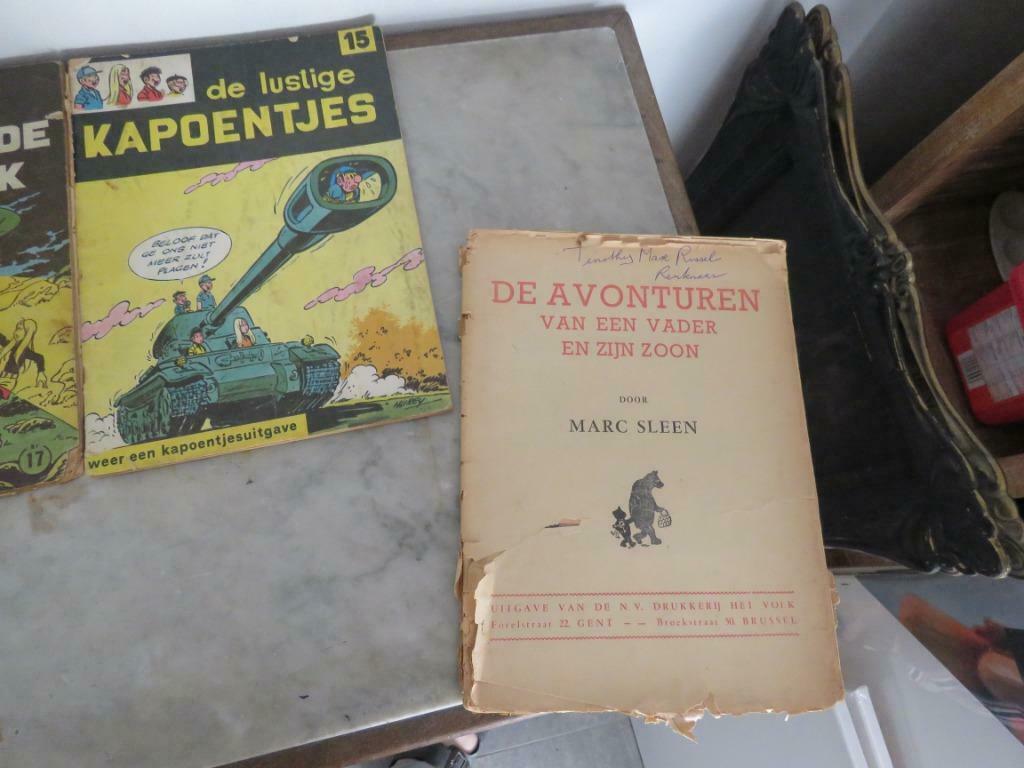 DE
K
Nr
17
15
de lustige
KAPOENTJES
BELOOF DAT
GE ONS NIET
MEER ZULT
PLAGEN!
weer een kapoentjesuitgave
DE AVONTUREN
VAN EEN VADER
EN ZIJN ZOON
DOOR
MARC SLEEN
UITGAVE VAN DE N.V. DRUKKERIJ HET VOLK
Forelstraat 22, GENT — — Broekstraat 50, BRUSSEL